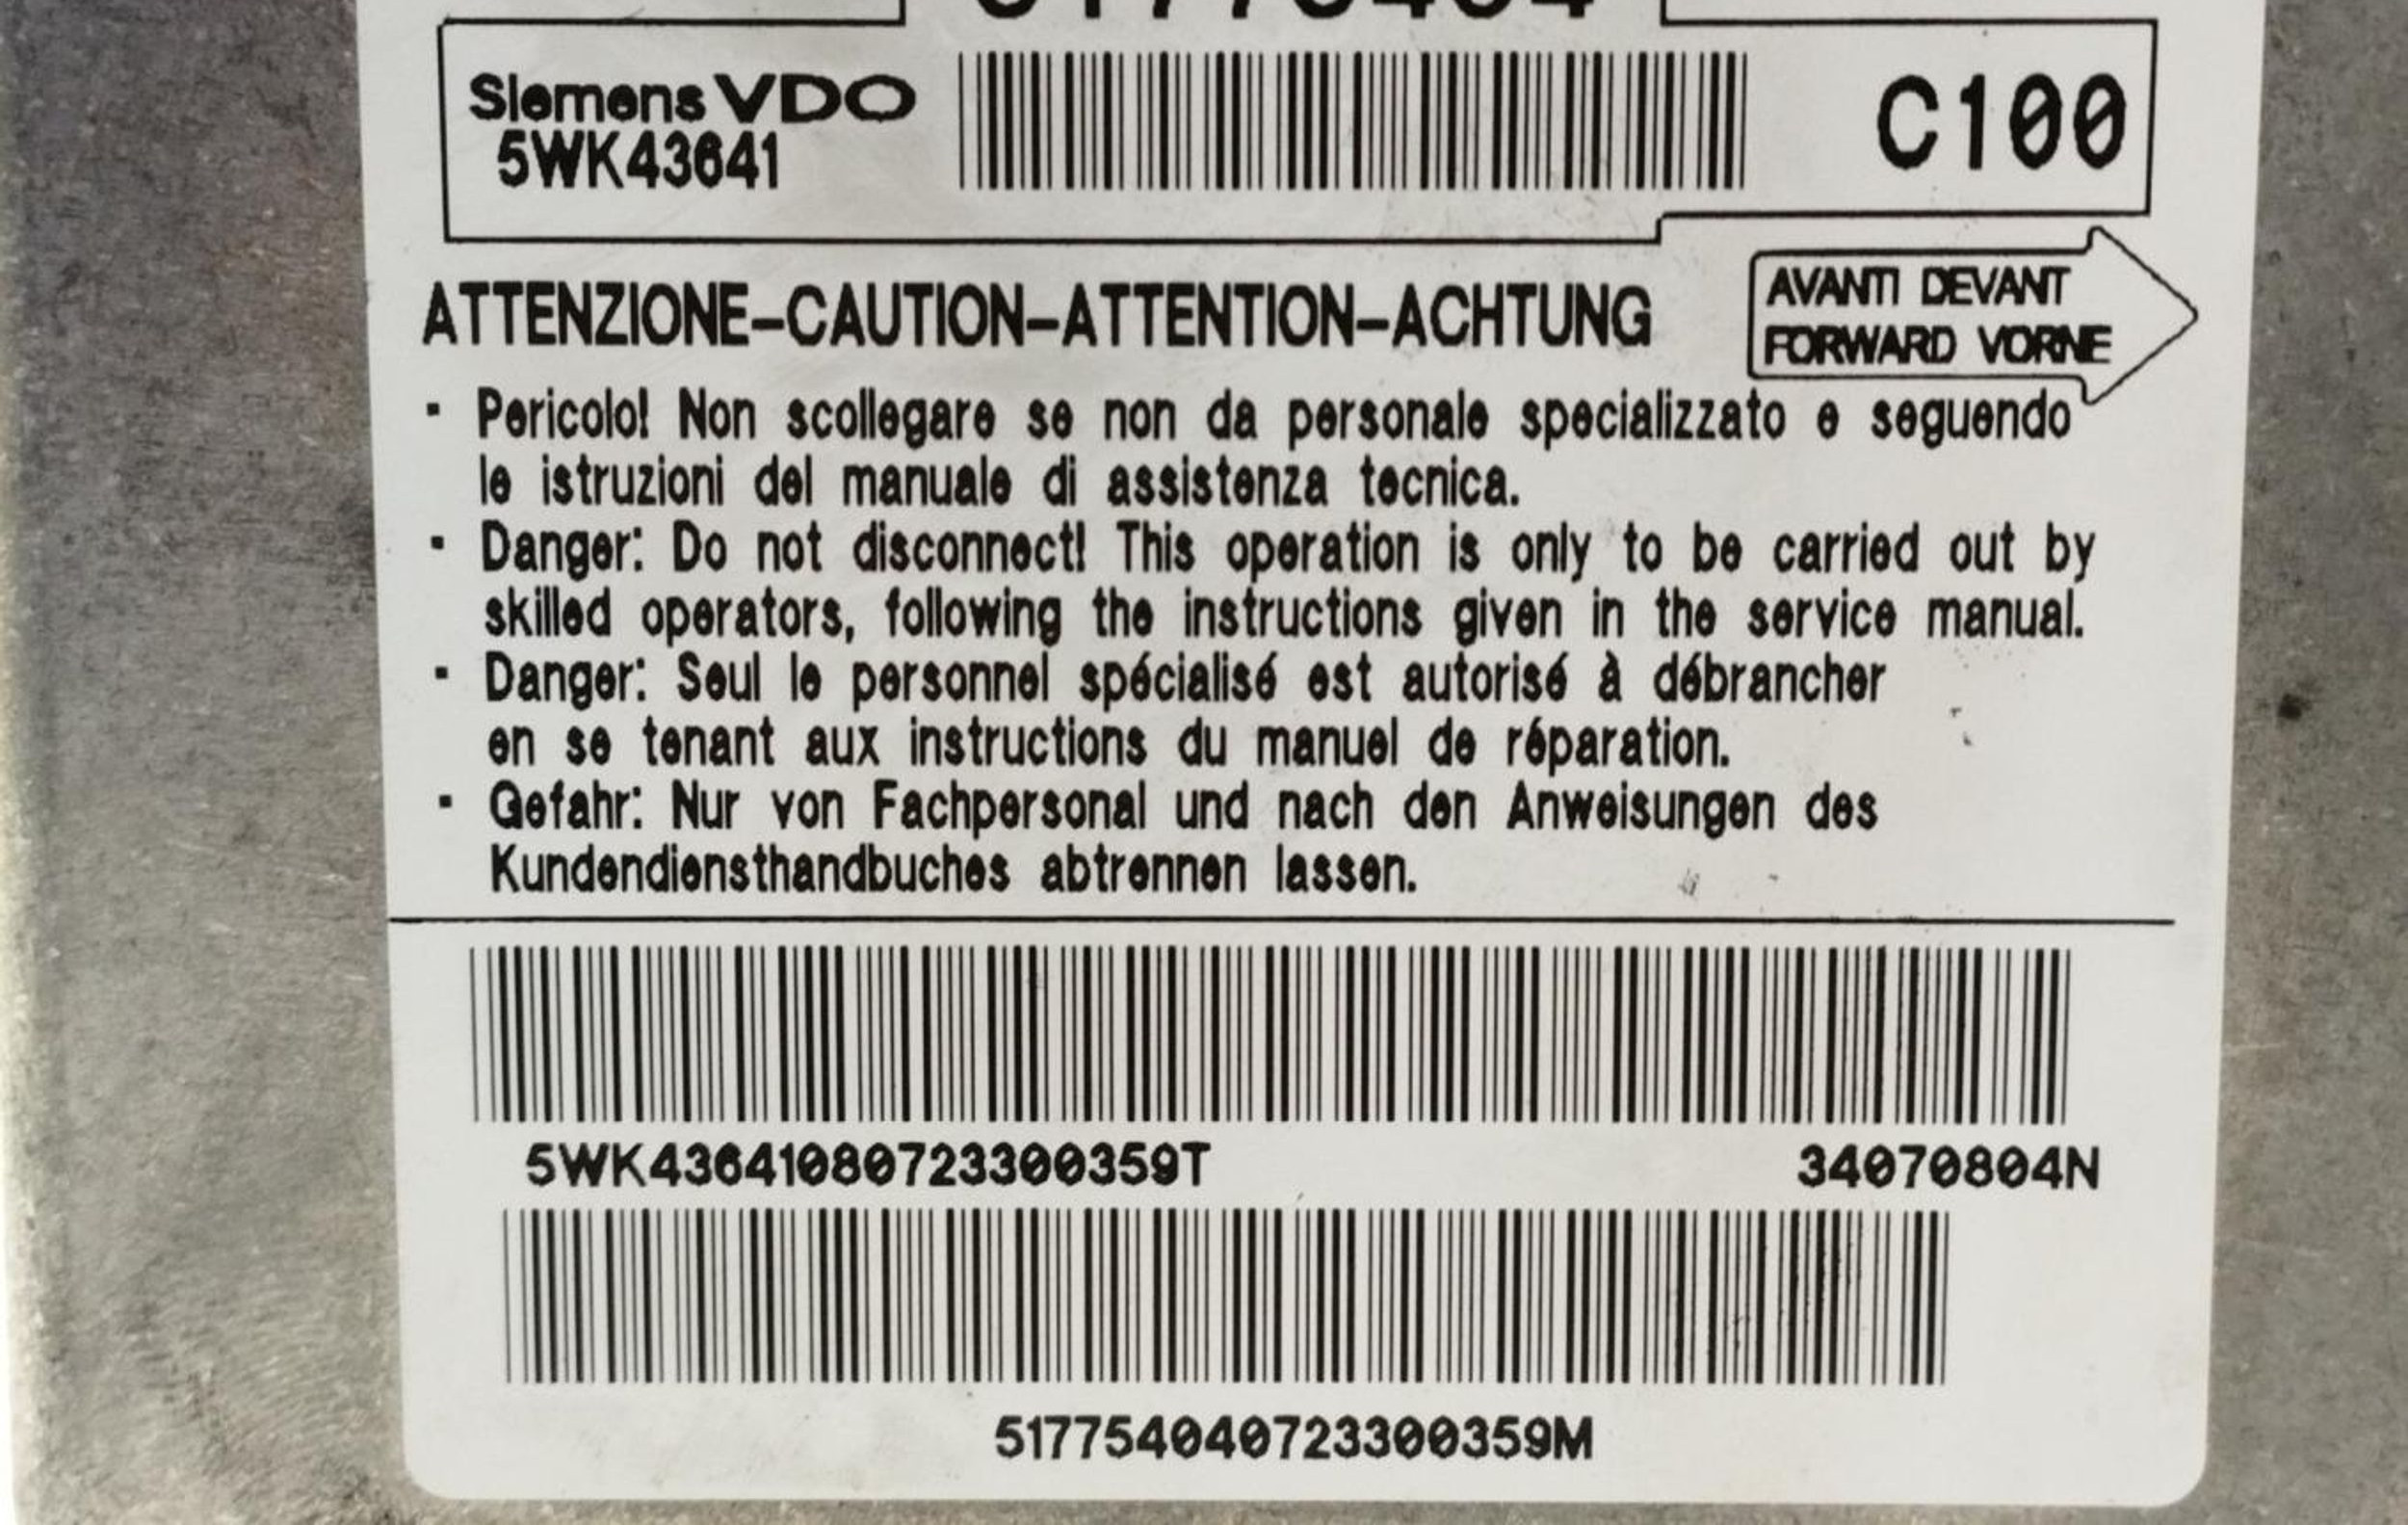 Siemens VDO
5WK43641
C100
ATTENZIONE-CAUTION-ATTENTION-ACHTUNG
AVANTI DEVANT
FORWARD VORNE
- Pericolo! Non scollegare se non da personale specializzato e seguendo
le istruzioni del manuale di assistenza tecnica.
- Danger: Do not disconnect! This operation is only to be carried out by
skilled operators, following the instructions given in the service manual.
- Danger: Seul le personnel spécialisé est autorisé à débrancher
en se tenant aux instructions du manuel de réparation.
- Gefahr: Nur von Fachpersonal und nach den Anweisungen des
Kundendiensthandbuches abtrennen lassen.
5WK43641080723300359T
34070804N
517754040723300359M